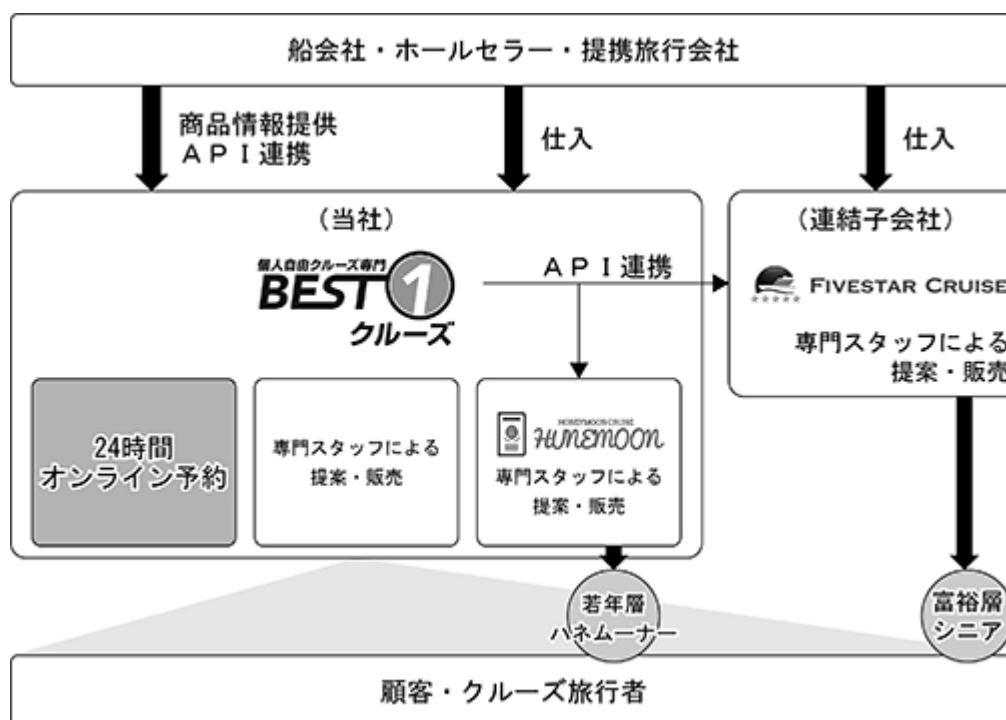 船会社・ホールセラー・提携旅行会社
商品情報提供
ＡＰＩ連携
仕入
仕入
（当社）
個人自由クルーズ専門
BEST1
クルーズ
ＡＰＩ連携
（連結子会社）
FIVESTAR CRUISE
専門スタッフによる
提案・販売
24時間
オンライン予約
専門スタッフによる
提案・販売
HONEYMOON CRUISE
HUNEMOON
専門スタッフによる
提案・販売
若年層
ハネムーナー
富裕層
シニア
顧客・クルーズ旅行者